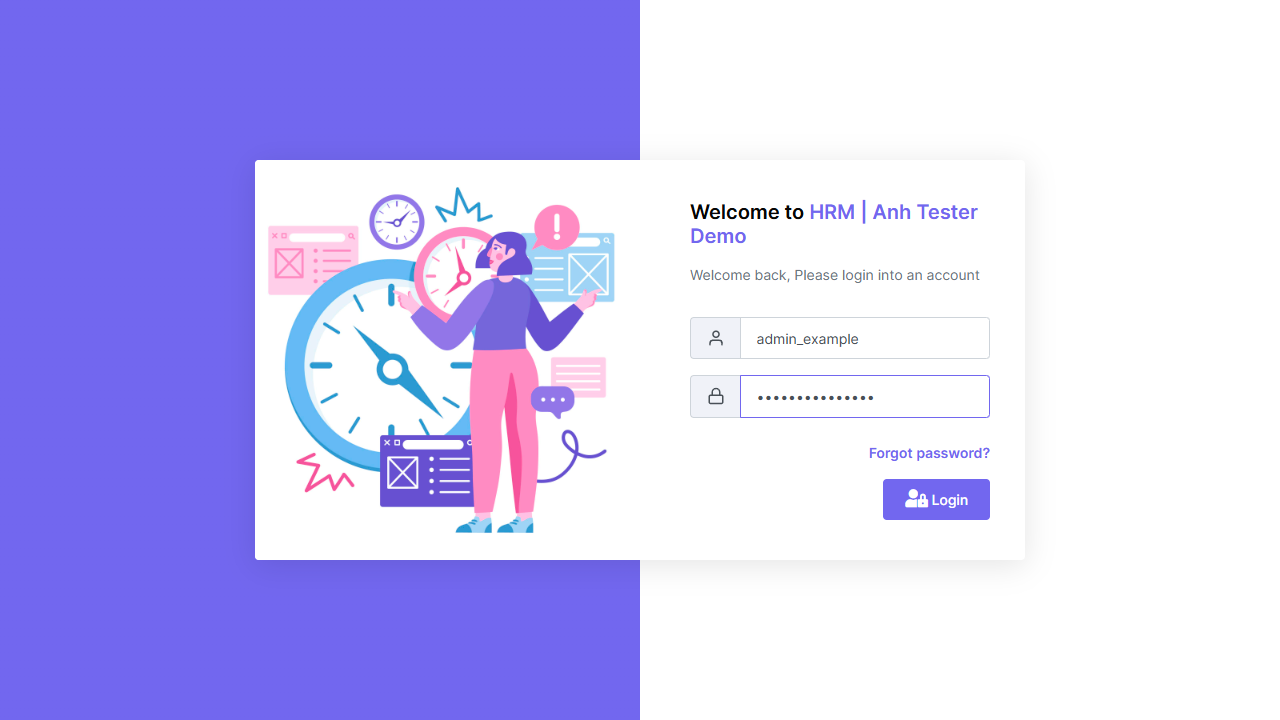 Welcome to HRM | Anh Tester
Demo
Welcome back, Please login into an account
admin_example
•••••••••••••••
Forgot password?
Login